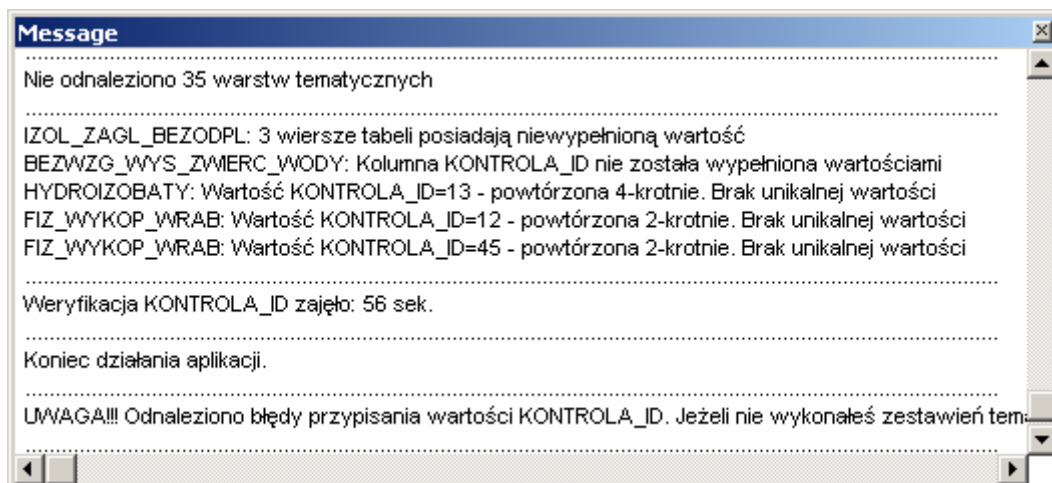 Message
Nie odnaleziono 35 warstw tematycznych
IZOL_ZAGL_BEZODPL: 3 wiersze tabeli posiadają niewypełnioną wartość
BEZWZG_WYS_ZWIERC_WODY: Kolumna KONTROLA_ID nie została wypełniona wartościami
HYDROIZOBATY: Wartość KONTROLA_ID=13 - powtórzona 4-krotnie. Brak unikalnej wartości
FIZ_WYKOP_WRAB: Wartość KONTROLA_ID=12 - powtórzona 2-krotnie. Brak unikalnej wartości
FIZ_WYKOP_WRAB: Wartość KONTROLA_ID=45 - powtórzona 2-krotnie. Brak unikalnej wartości
Weryfikacja KONTROLA_ID zajęło: 56 sek.
Koniec działania aplikacji.
UWAGA!!! Odnaleziono błędy przypisania wartości KONTROLA_ID. Jeżeli nie wykonałeś zestawień